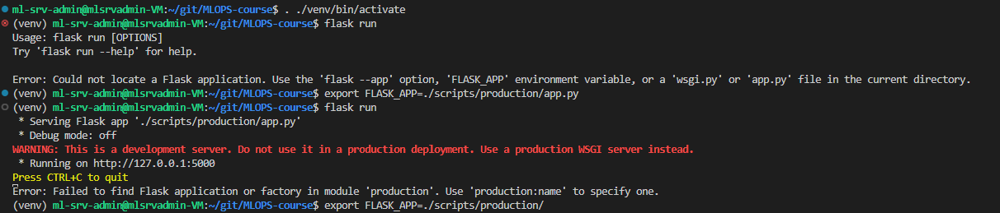 ml-srv-admin@mlsrvadmin-VM:~/git/MLOPS-course$ . ./venv/bin/activate
(venv) ml-srv-admin@mlsrvadmin-VM:~/git/MLOPS-course$ flask run
Usage: flask run [OPTIONS]
Try 'flask run --help' for help.

Error: Could not locate a Flask application. Use the 'flask --app' option, 'FLASK_APP' environment variable, or a 'wsgi.py' or 'app.py' file in the current directory.
(venv) ml-srv-admin@mlsrvadmin-VM:~/git/MLOPS-course$ export FLASK_APP=./scripts/production/app.py
(venv) ml-srv-admin@mlsrvadmin-VM:~/git/MLOPS-course$ flask run
 * Serving Flask app './scripts/production/app.py'
 * Debug mode: off
WARNING: This is a development server. Do not use it in a production deployment. Use a production WSGI server instead.
 * Running on http://127.0.0.1:5000
Press CTRL+C to quit
Error: Failed to find Flask application or factory in module 'production'. Use 'production:name' to specify one.
(venv) ml-srv-admin@mlsrvadmin-VM:~/git/MLOPS-course$ export FLASK_APP=./scripts/production/